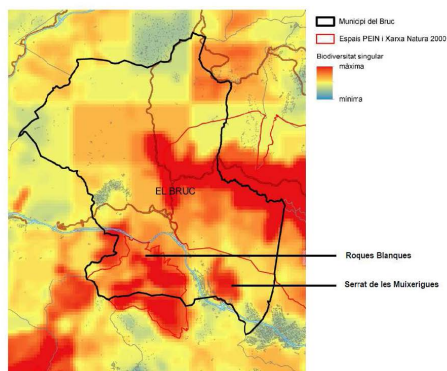 Municipi del Bruc
Espais PEIN i Xarxa Natura 2000
Biodiversitat singular
màxima
mínima
EL BRUC
Roques Blanques
Serrat de les Muixerigues